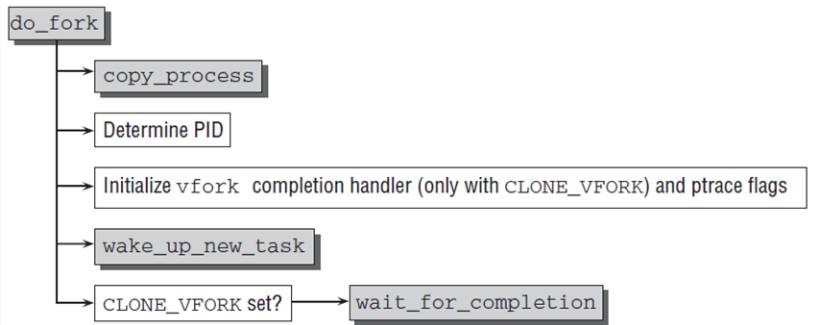 do_fork
copy_process
Determine PID
Initialize vfork completion handler (only with CLONE_VFORK) and ptrace flags
wake_up_new_task
CLONE_VFORK set? wait_for_completion